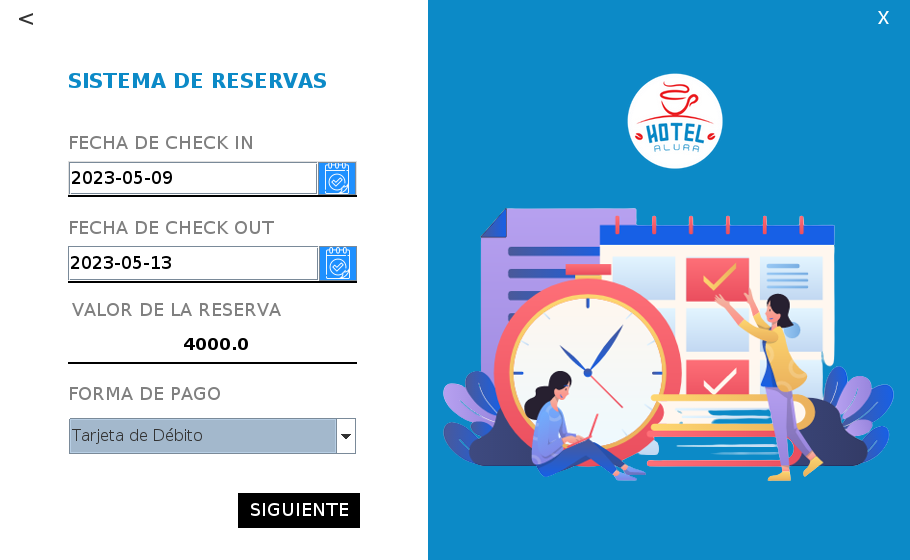 <
X
SISTEMA DE RESERVAS
FECHA DE CHECK IN
2023-05-09
FECHA DE CHECK OUT
2023-05-13
VALOR DE LA RESERVA
4000.0
FORMA DE PAGO
Tarjeta de Débito
SIGUIENTE
HOTEL
ALURA